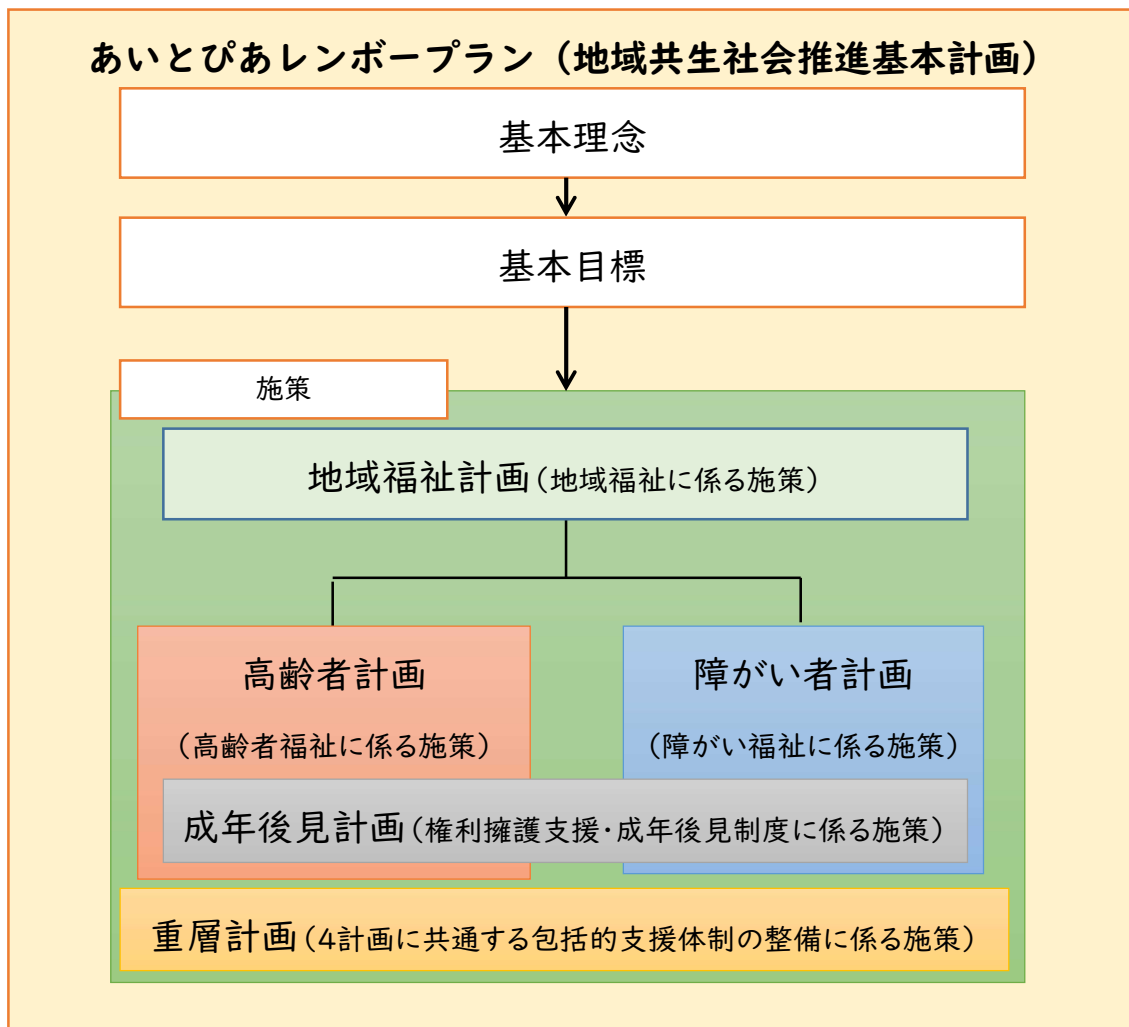 あいとぴあレンボープラン（地域共生社会推進基本計画）
基本理念
基本目標
施策
地域福祉計画（地域福祉に係る施策）
高齢者計画
（高齢者福祉に係る施策）
障がい者計画
（障がい福祉に係る施策）
成年後見計画（権利擁護支援・成年後見制度に係る施策）
重層計画（4計画に共通する包括的支援体制の整備に係る施策）